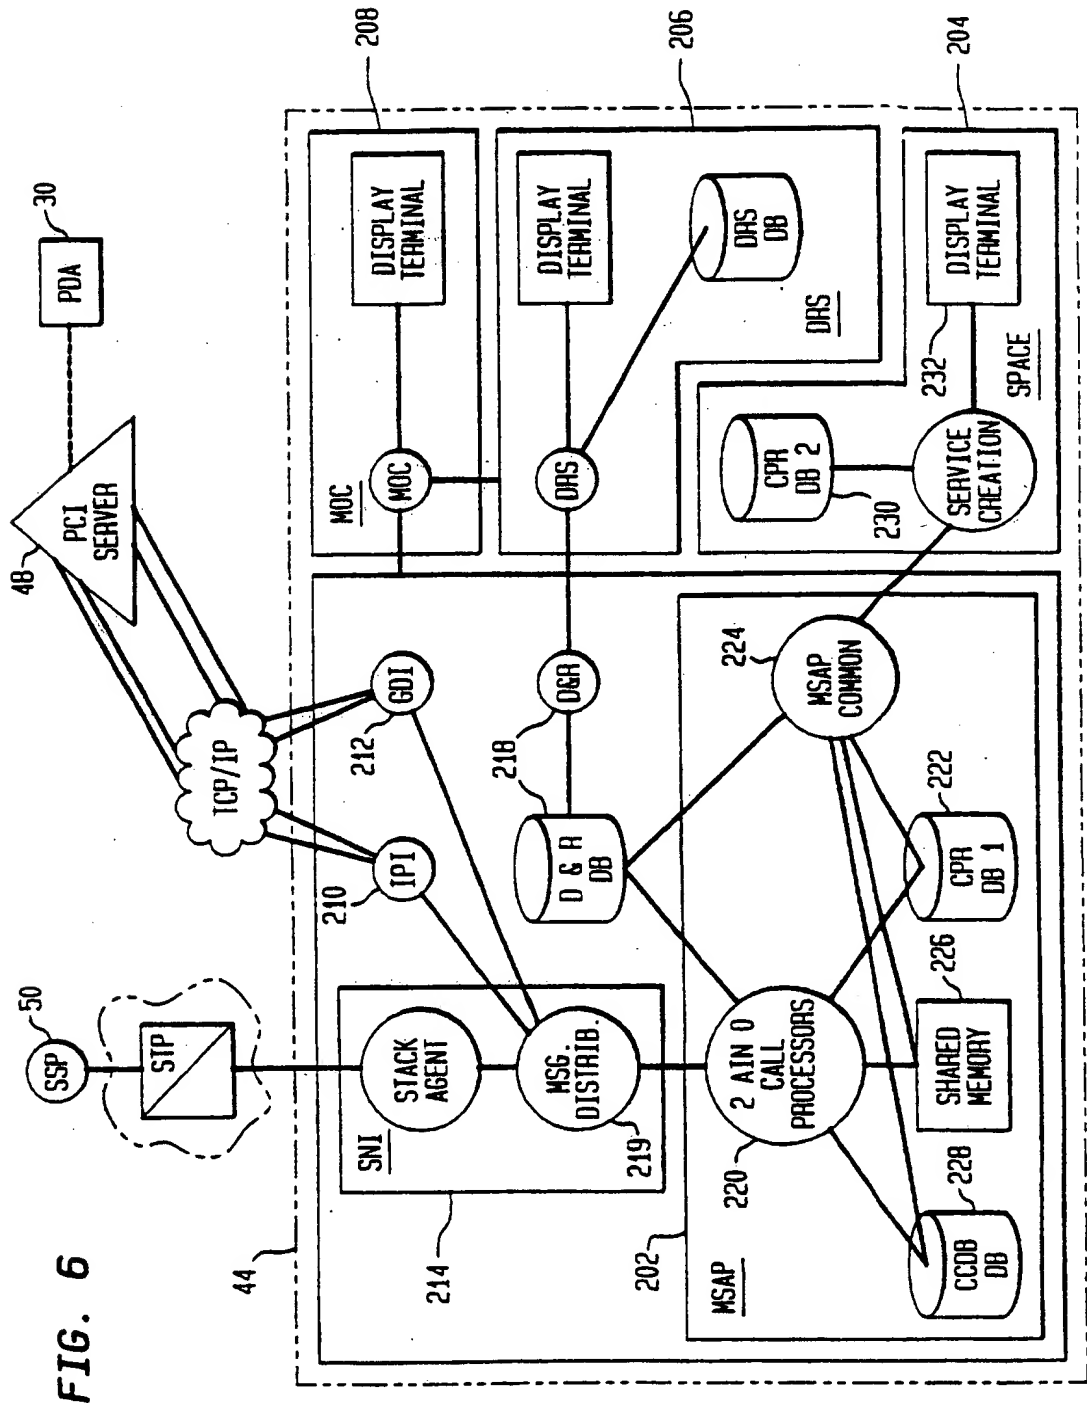 FIG. 6
44
50
SSP
STP
48
PCI
SERVER
30
PDA
TCP/IP
214
SNI
STACK
AGENT
MSG.
DISTRIB.
219
210
IPI
212
GDI
MOC
MOC
DISPLAY
TERMINAL
208
D & R
DB
218
D&R
DRS
DISPLAY
TERMINAL
DRS
DB
DRS
206
202
MSAP
220
2 AIN 0
CALL
PROCESSORS
224
MSAP
COMMON
CCDB
DB
228
SHARED
MEMORY
226
CPR
DB 1
222
CPR
DB 2
230
SERVICE
CREATION
232
DISPLAY
TERMINAL
SPACE
204